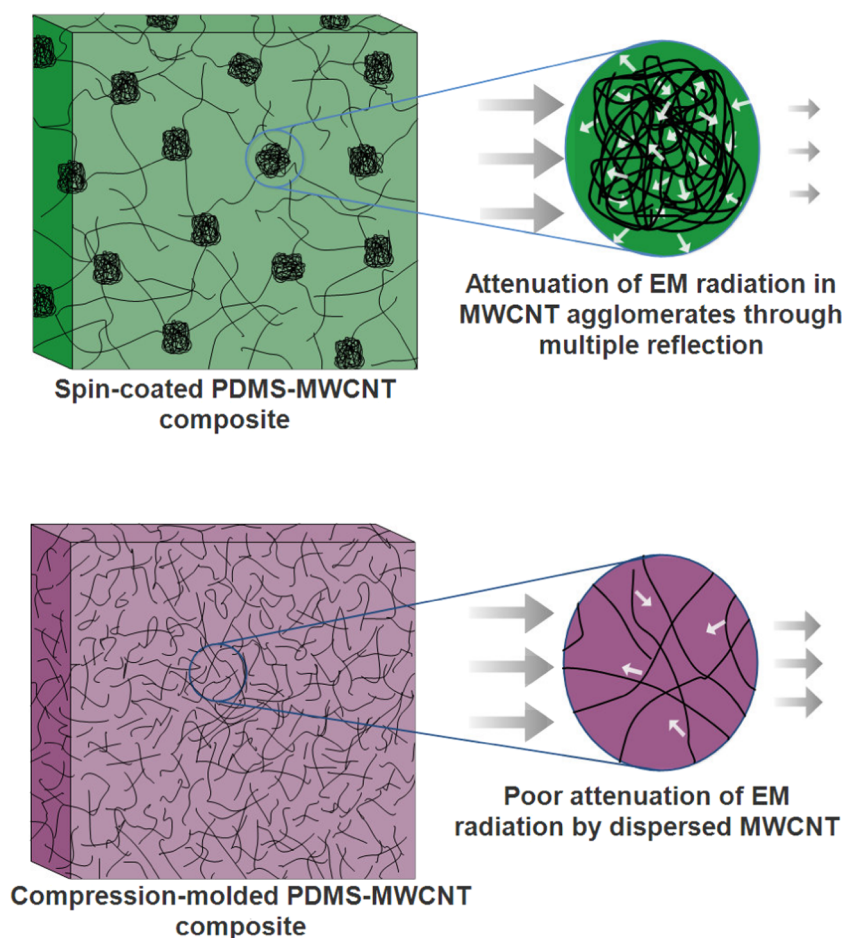 Attenuation of EM radiation in
MWCNT agglomerates through
multiple reflection
Spin-coated PDMS-MWCNT
composite
Poor attenuation of EM
radiation by dispersed MWCNT
Compression-molded PDMS-MWCNT
composite